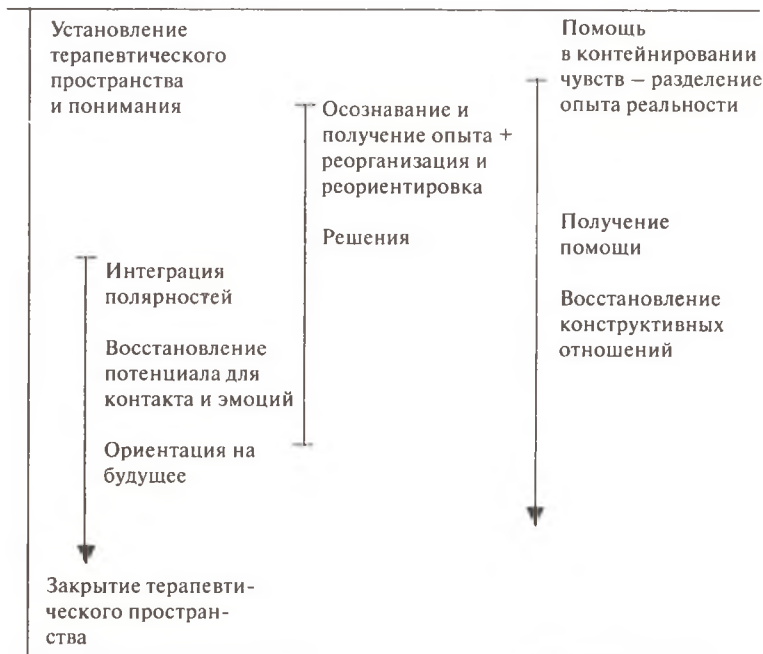 Установление
терапевтического
пространства
и понимания
Помощь
в контейнировании
чувств — разделение
опыта реальности
Осознавание и
получение опыта +
реорганизация и
реориентировка
Решения
Получение
помощи
Восстановление
конструктивных
отношений
Интеграция
полярностей
Восстановление
потенциала для
контакта и эмоций
Ориентация на
будущее
Закрытие терапевти-
ческого простран-
ства